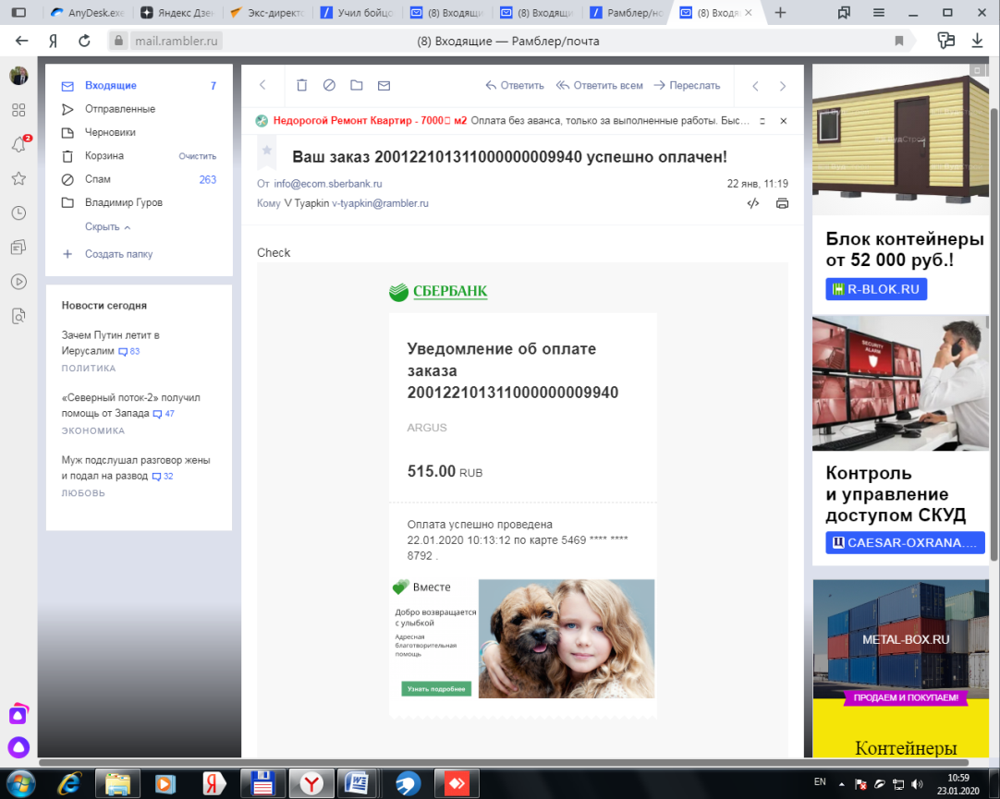 AnyDesk.exe
Яндекс Дзен
Экс-директо
Учил бойцо
(8) Входящи
(8) Входящи
Рамблер/но
(8) Входя
mail.rambler.ru
(8) Входящие — Рамблер/почта
2
Входящие 7
Отправленные
Черновики
Корзина Очистить
Спам 263
Владимир Гуров
Скрыть
Создать папку
Новости сегодня
Зачем Путин летит в
Иерусалим 83
ПОЛИТИКА
«Северный поток-2» получил
помощь от Запада 47
ЭКОНОМИКА
Муж подслушал разговор жены
и подал на развод 32
ЛЮБОВЬ
Ответить Ответить всем Переслать
Недорогой Ремонт Квартир - 7000 м2 Оплата без аванса, только за выполненные работы. Быс...
Ваш заказ 200122101311000000009940 успешно оплачен!
От info@ecom.sberbank.ru 22 янв, 11:19
Кому V Tyapkin v-tyapkin@rambler.ru
Check
СБЕРБАНК
Уведомление об оплате
заказа
200122101311000000009940
ARGUS
515.00 RUB
Оплата успешно проведена
22.01.2020 10:13:12 по карте 5469 **** ****
8792 .
Вместе
Добро возвращается
с улыбкой
Адресная
благотворительная
помощь
Узнать подробнее
Блок контейнеры
от 52 000 руб.!
R-BLOK.RU
SECURITY
ALARM
Контроль
и управление
доступом СКУД
CAESAR-OXRANA....
METAL-BOX.RU
ПРОДАЕМ И ПОКУПАЕМ!
Контейнеры
EN
10:59
23.01.2020